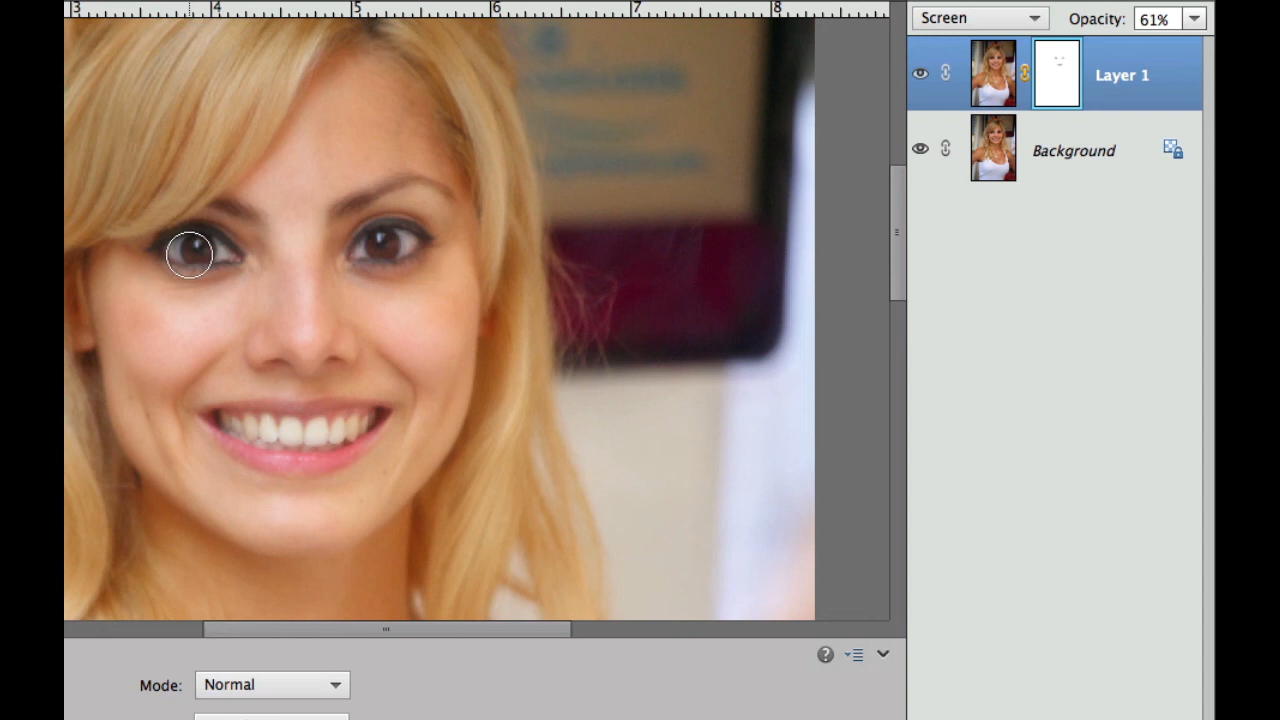 3 4 5 6 7 8
Screen Opacity: 61%
Layer 1
Background
Mode: Normal